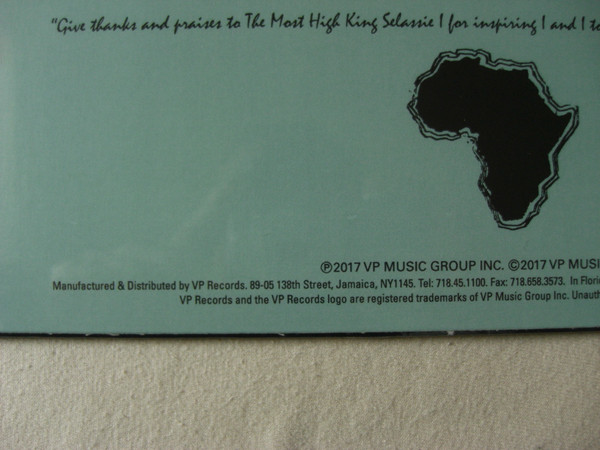 "Give thanks and praises to The Most High King Selassie I for inspiring I and I to
℗2017 VP MUSIC GROUP INC. ©2017 VP MUSI
Manufactured & Distributed by VP Records. 89-05 138th Street, Jamaica, NY1145. Tel: 718.45.1100. Fax: 718.658.3573. In Flori
VP Records and the VP Records logo are registered trademarks of VP Music Group Inc. Unauth